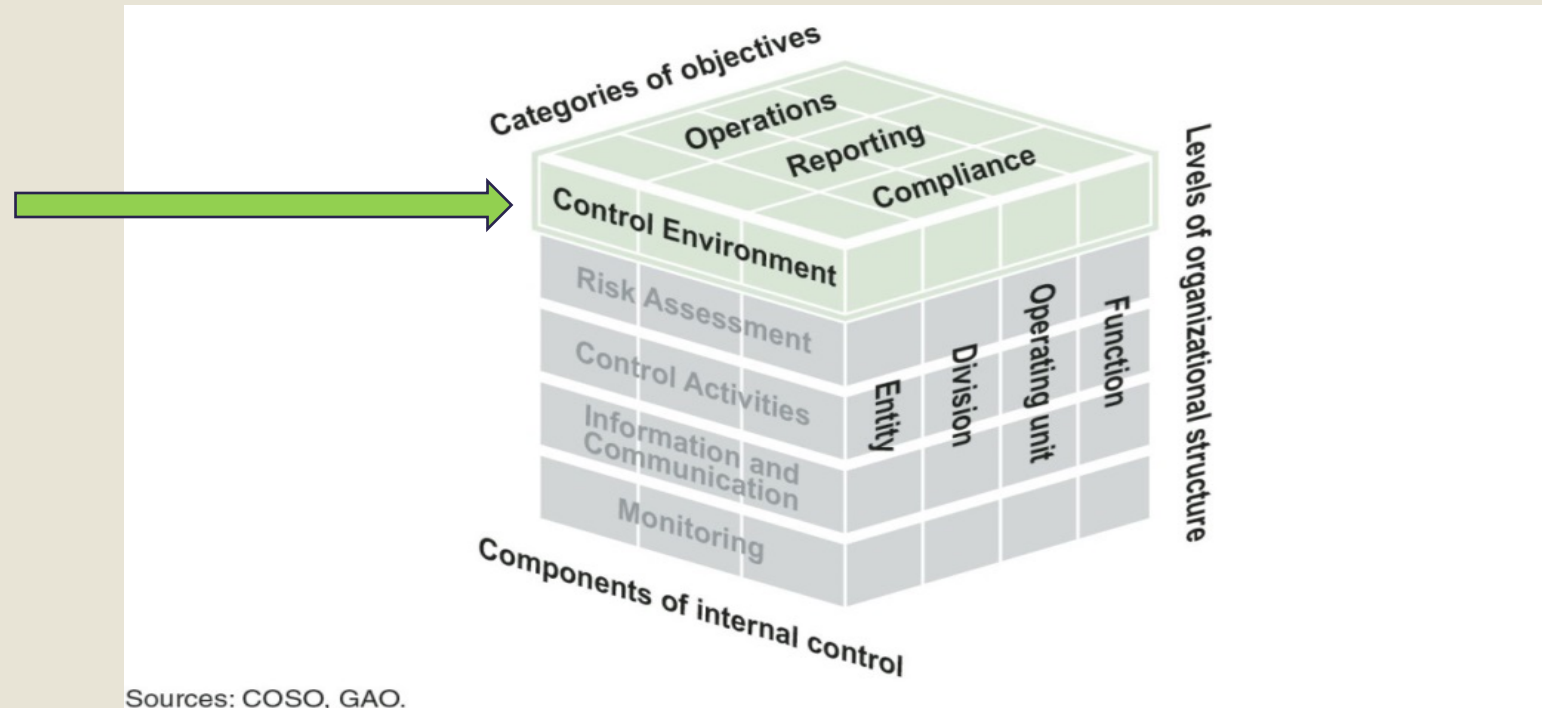 Categories of objectives
Operations
Reporting
Compliance
Control Environment
Risk Assessment
Control Activities
Information and
Communication
Monitoring
Components of internal control
Entity
Division
Operating unit
Function
Levels of organizational structure
Sources: COSO, GAO.